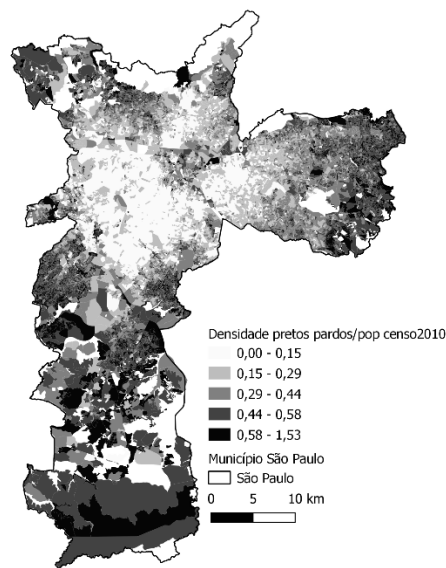 Densidade pretos pardos/pop censo2010
0,00 - 0,15
0,15 - 0,29
0,29 - 0,44
0,44 - 0,58
0,58 - 1,53
Município São Paulo
São Paulo
0 5 10 km